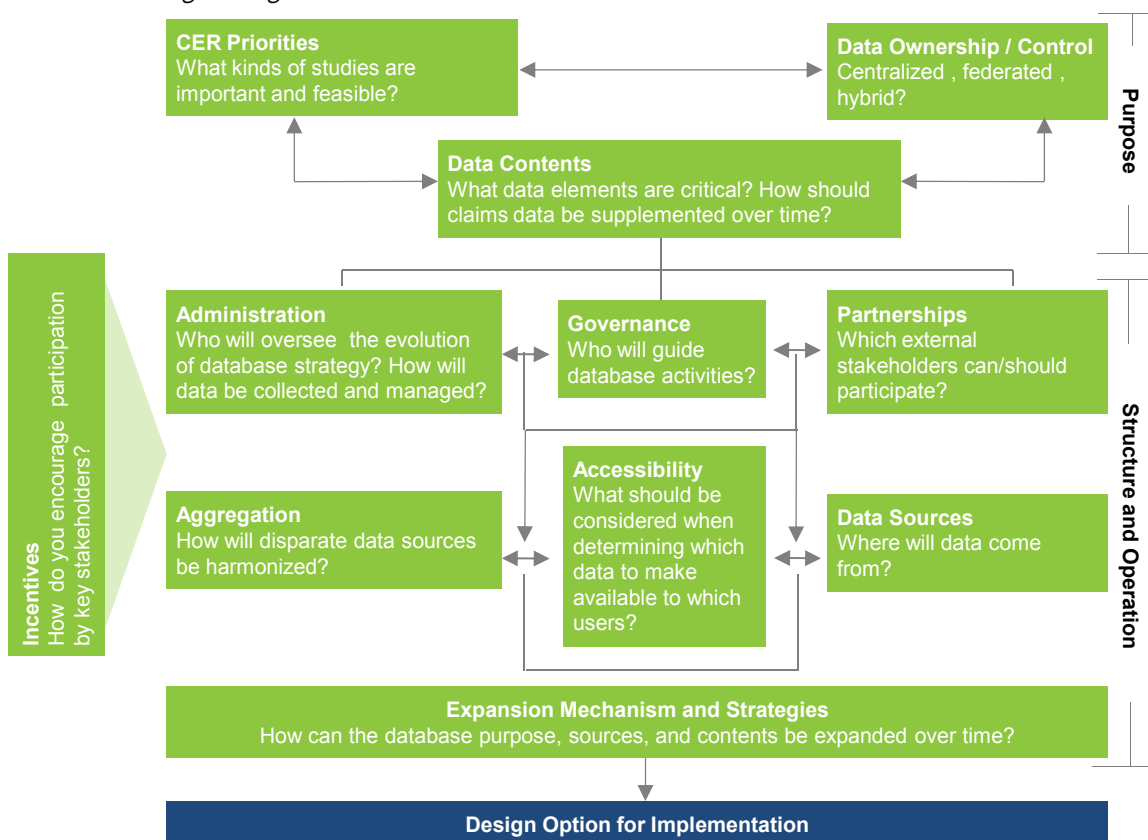 CER Priorities
What kinds of studies are
important and feasible?
Data Ownership / Control
Centralized , federated ,
hybrid?
Purpose
Data Contents
What data elements are critical? How should
claims data be supplemented over time?
Incentives
How do you encourage participation
by key stakeholders?
Administration
Who will oversee the evolution
of database strategy? How will
data be collected and managed?
Governance
Who will guide
database activities?
Partnerships
Which external
stakeholders can/should
participate?
Structure and Operation
Aggregation
How will disparate data sources
be harmonized?
Accessibility
What should be
considered when
determining which
data to make
available to which
users?
Data Sources
Where will data come
from?
Expansion Mechanism and Strategies
How can the database purpose, sources, and contents be expanded over time?
Design Option for Implementation